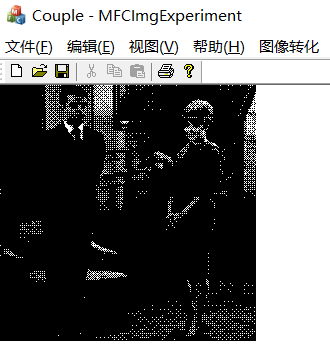 Couple - MFCImgExperiment
文件(F) 编辑(E) 视图(V) 帮助(H) 图像转化